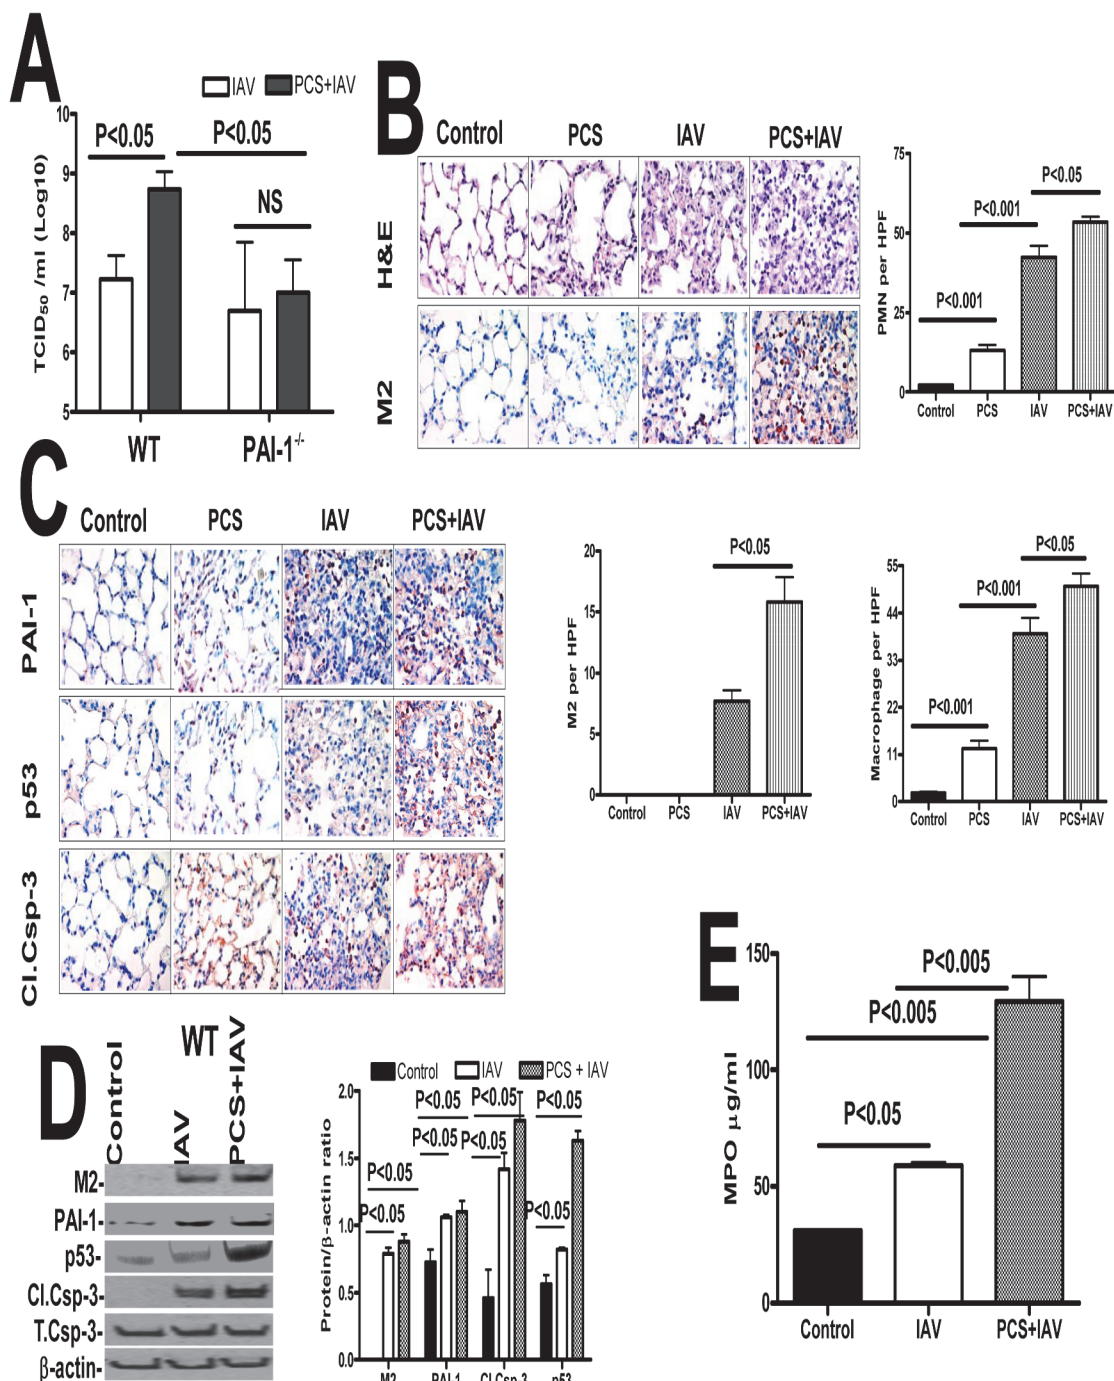 A
IAV PCS+IAV
TCID50 /ml (Log10)
10
9
8
7
6
5
P<0.05
P<0.05
NS
WT PAI-1-/-
B
Control PCS IAV PCS+IAV
H&E
M2
PMN per HPF
75
50
25
0
P<0.001
P<0.001
P<0.05
Control PCS IAV PCS+IAV
C
Control PCS IAV PCS+IAV
PAI-1
p53
Cl.Csp-3
M2 per HPF
20
15
10
5
0
P<0.05
Control PCS IAV PCS+IAV
Macrophage per HPF
55
44
33
22
11
0
P<0.001
P<0.001
P<0.05
Control PCS IAV PCS+IAV
D
WT
Control IAV PCS+IAV
M2-
PAI-1-
p53-
Cl.Csp-3-
T.Csp-3-
β-actin-
Control IAV PCS + IAV
Protein/β-actin ratio
2.0
1.5
1.0
0.5
0.0
P<0.05 P<0.05 P<0.05
P<0.05 P<0.05
P<0.05
P<0.05 P<0.05
M2 PAI-1 Cl.Csp-3 p53
E
MPO µg/ml
150
100
50
0
P<0.005
P<0.005
P<0.05
Control IAV PCS+IAV